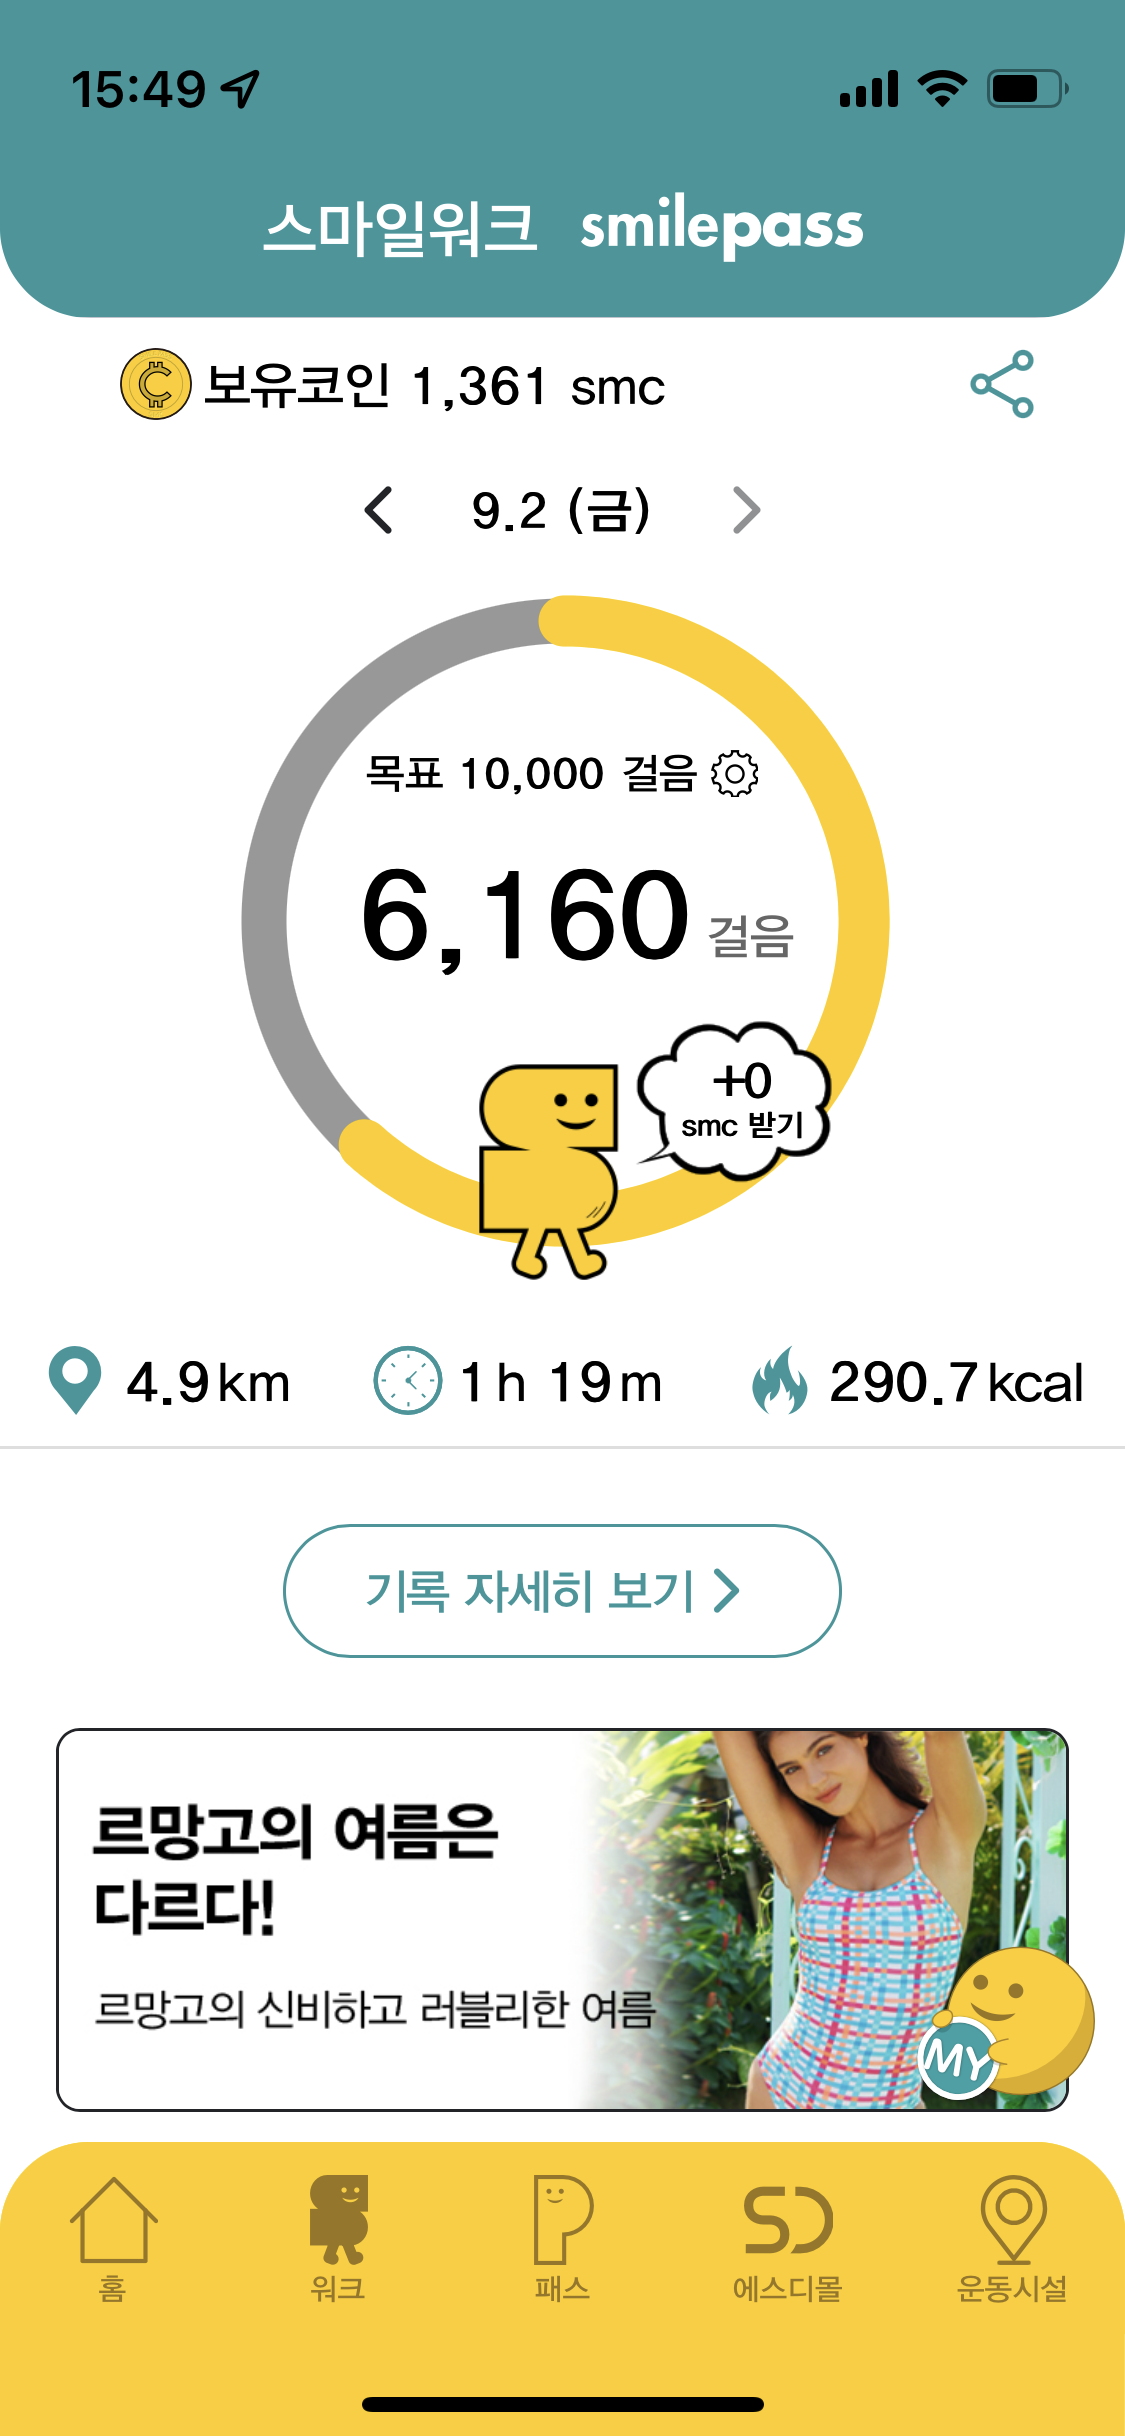 15:49
스마일워크 smilepass
보유코인 1,361 smc
9.2 (금)
목표 10,000 걸음
6,160 걸음
+0
smc 받기
4.9km 1h 19m 290.7kcal
기록 자세히 보기
르망고의 여름은
다르다!
르망고의 신비하고 러블리한 여름
MY
SD
홈 워크 패스 에스디몰 운동시설